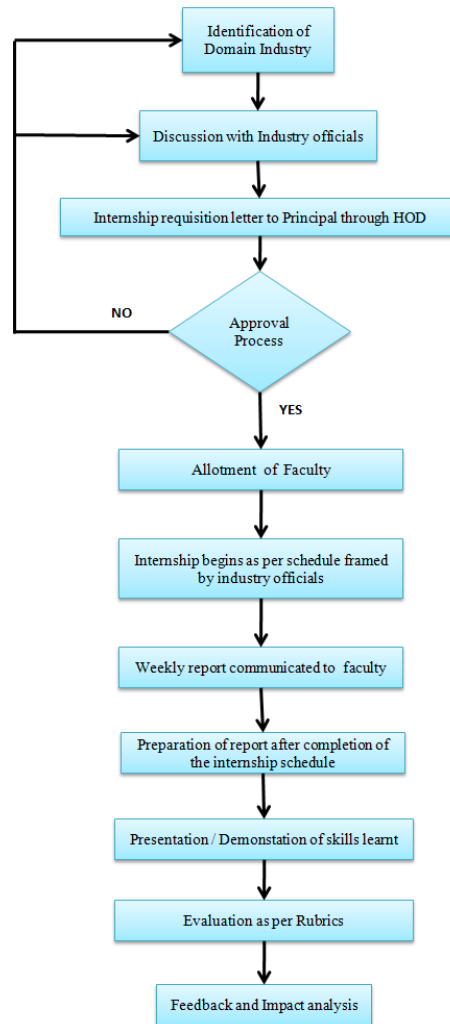 Identification of
Domain Industry
Discussion with Industry officials
Internship requisition letter to Principal through HOD
NO
Approval
Process
YES
Allotment of Faculty
Internship begins as per schedule framed
by industry officials
Weekly report communicated to faculty
Preparation of report after completion of
the internship schedule
Presentation / Demonstation of skills learnt
Evaluation as per Rubrics
Feedback and Impact analysis